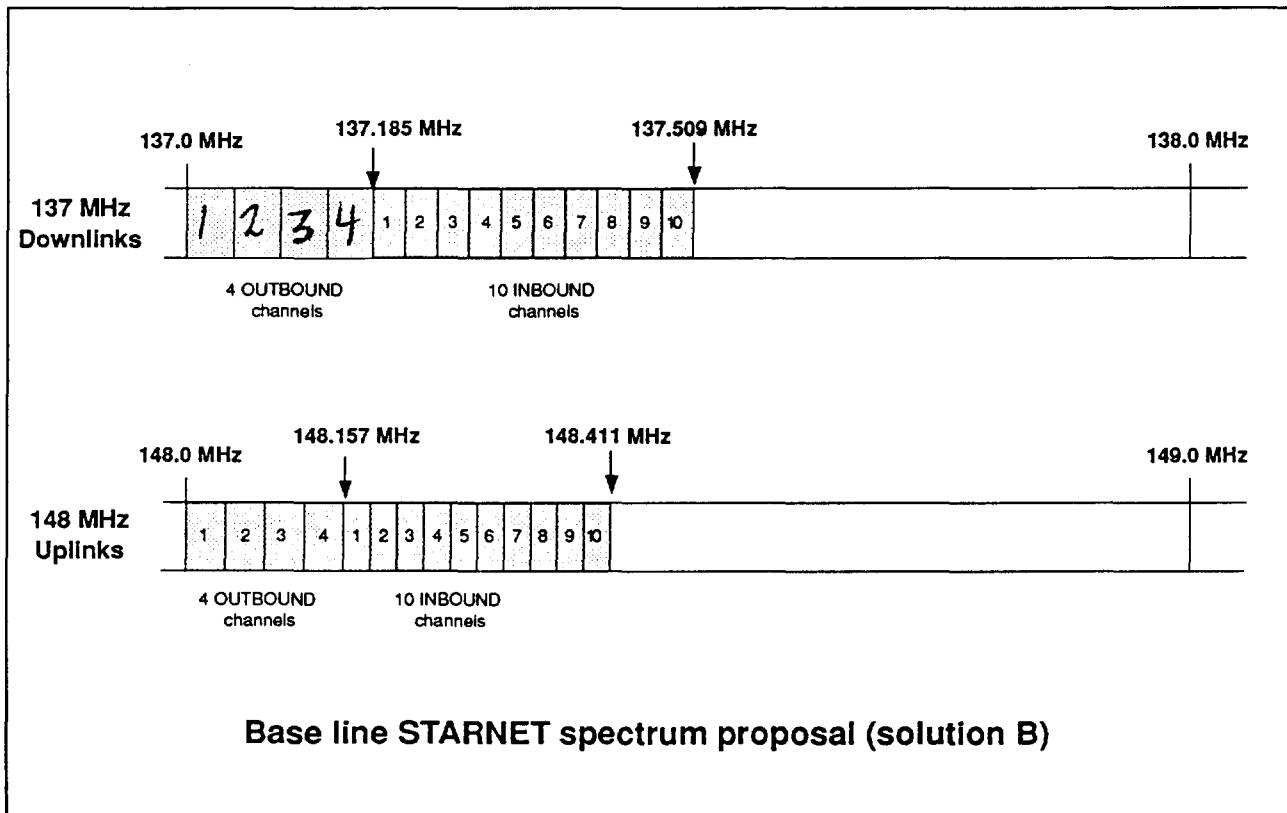 137.0 MHz 137.185 MHz 137.509 MHz 138.0 MHz
137 MHz
Downlinks
1 2 3 4 1 2 3 4 5 6 7 8 9 10
4 OUTBOUND
channels
10 INBOUND
channels
148.0 MHz 148.157 MHz 148.411 MHz 149.0 MHz
148 MHz
Uplinks
1 2 3 4 1 2 3 4 5 6 7 8 9 10
4 OUTBOUND
channels
10 INBOUND
channels
Base line STARNET spectrum proposal (solution B)